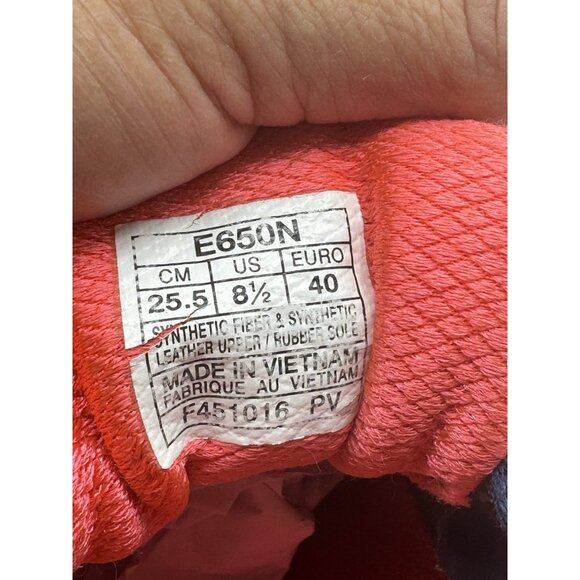 E650N
CM US EURO
25.5 8½ 40
SYNTHETIC FIBER & SYNTHETIC
LEATHER UPPER / RUBBER SOLE
MADE IN VIETNAM
FABRIQUE AU VIETNAM
F451016 PV